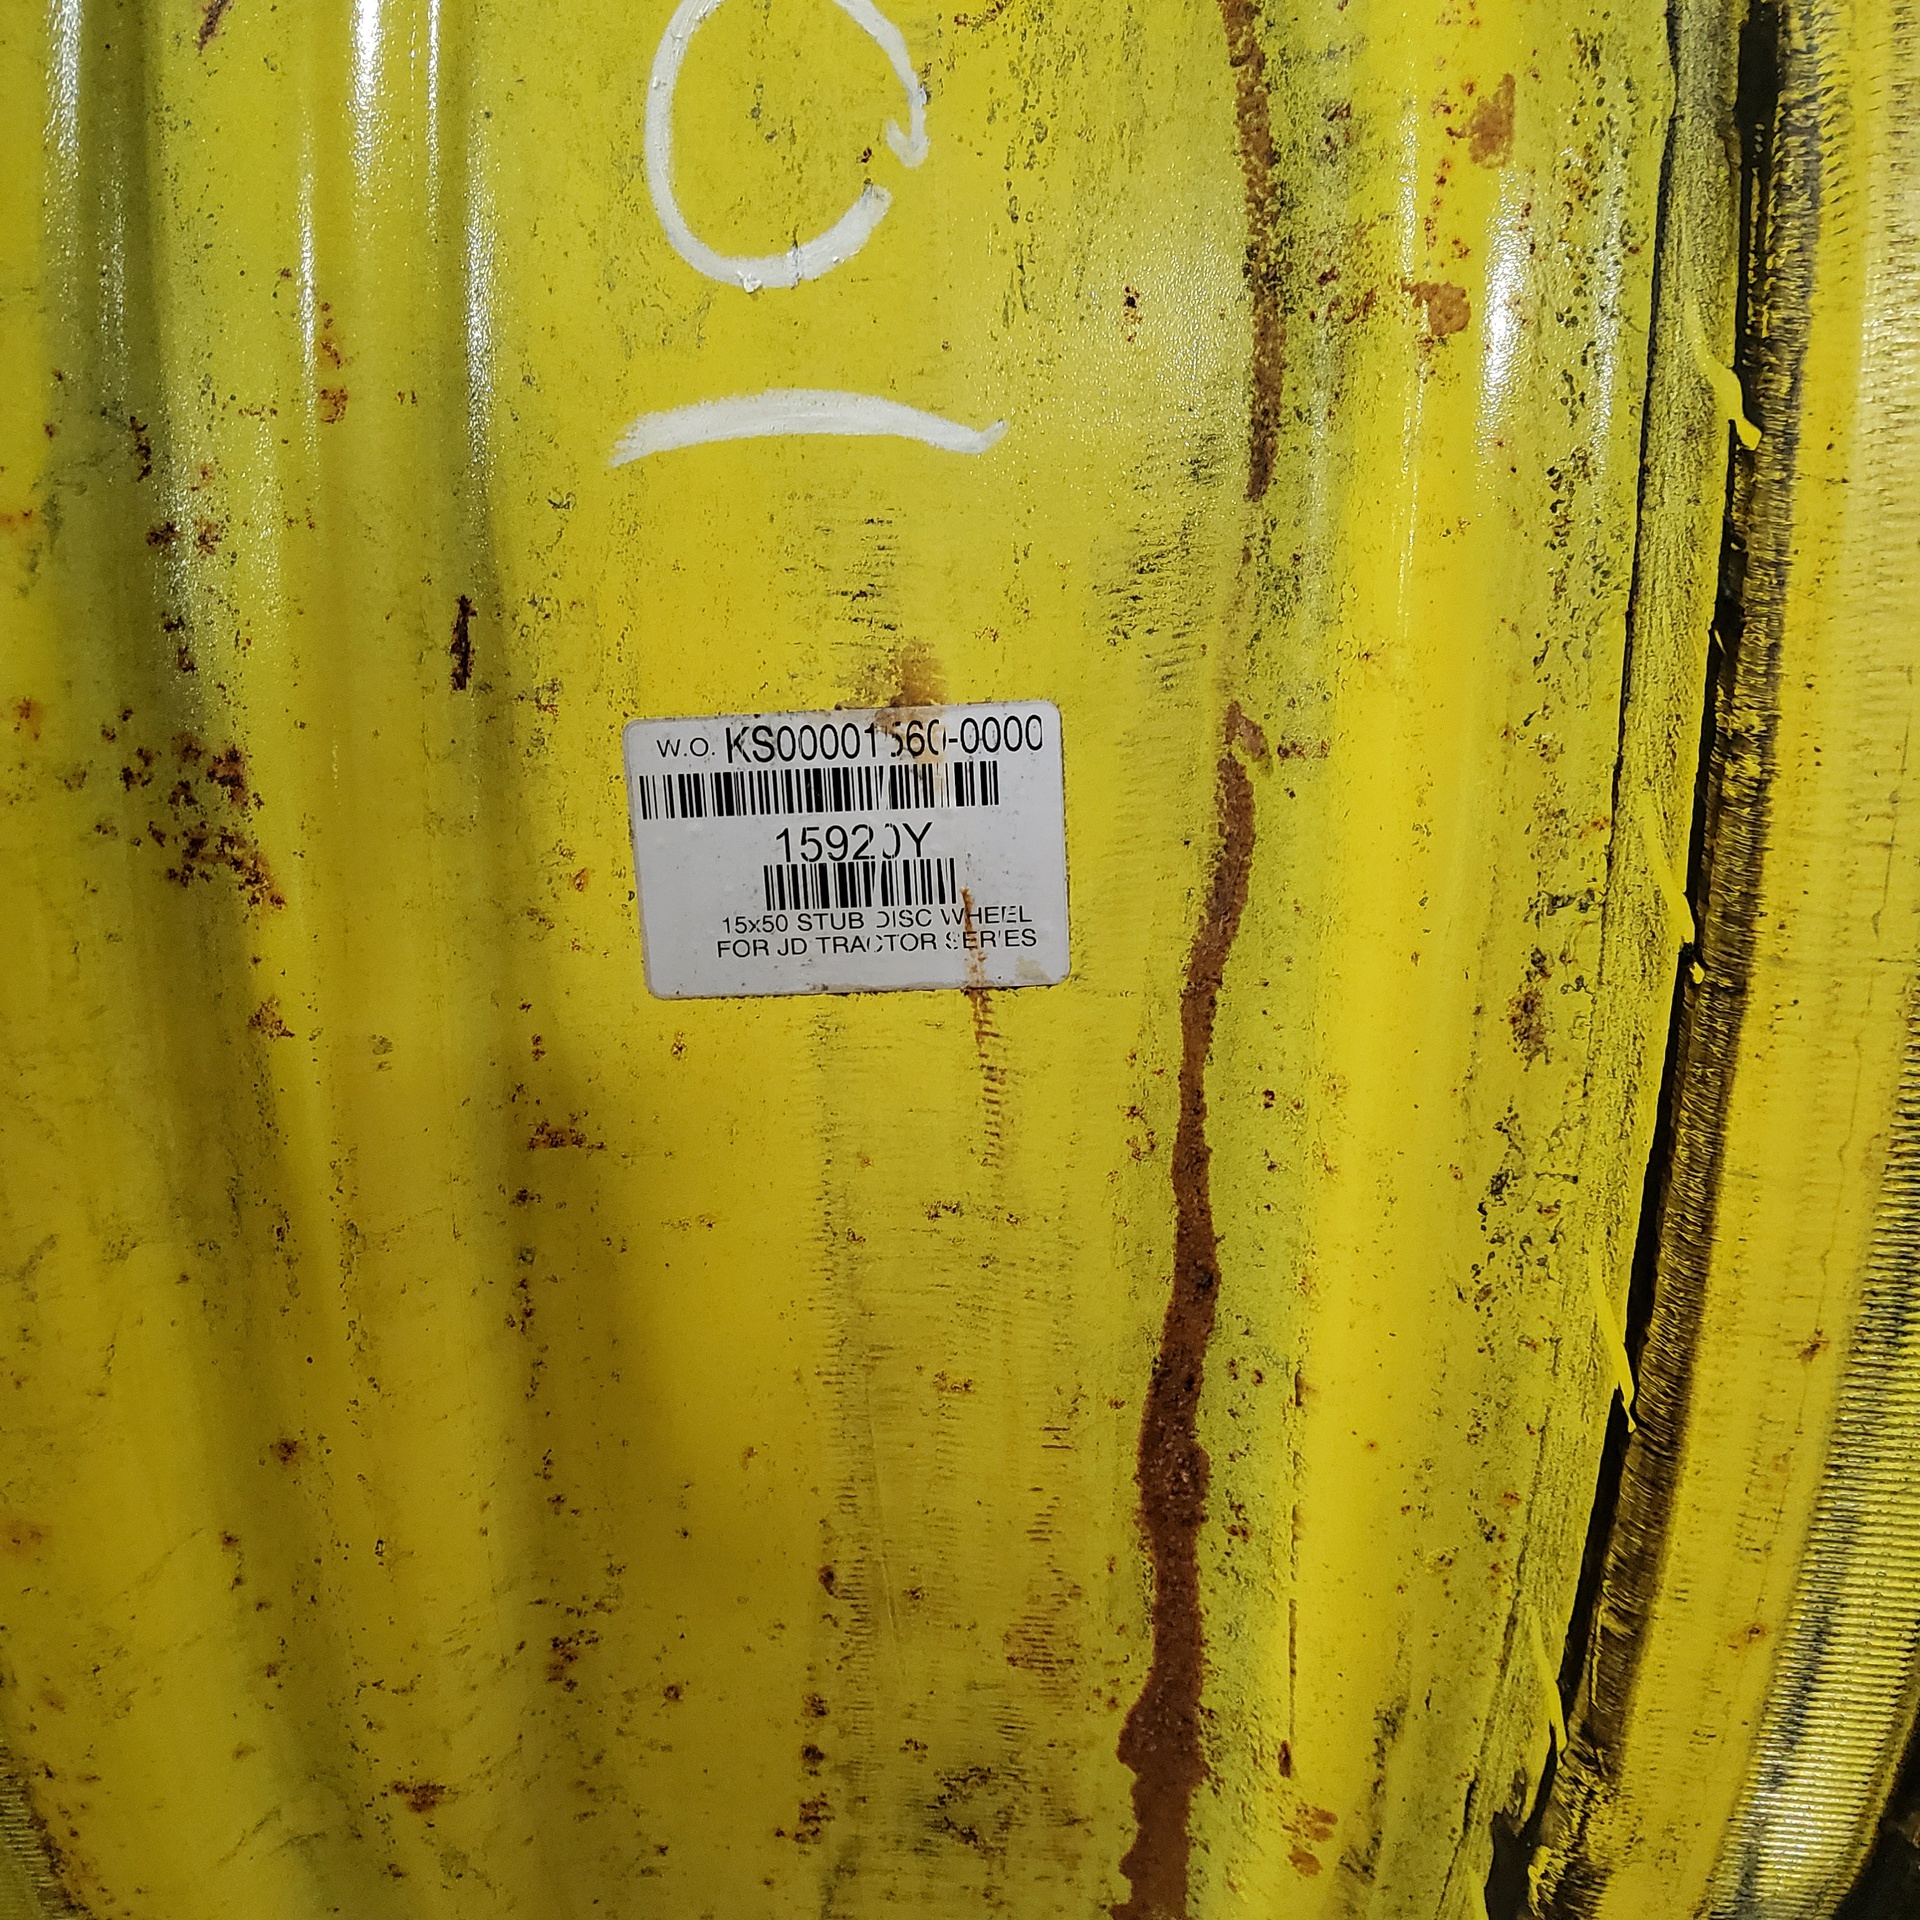 W.O. KS00001560-0000
15920Y
15x50 STUB DISC WHEEL
FOR JD TRACTOR SERIES